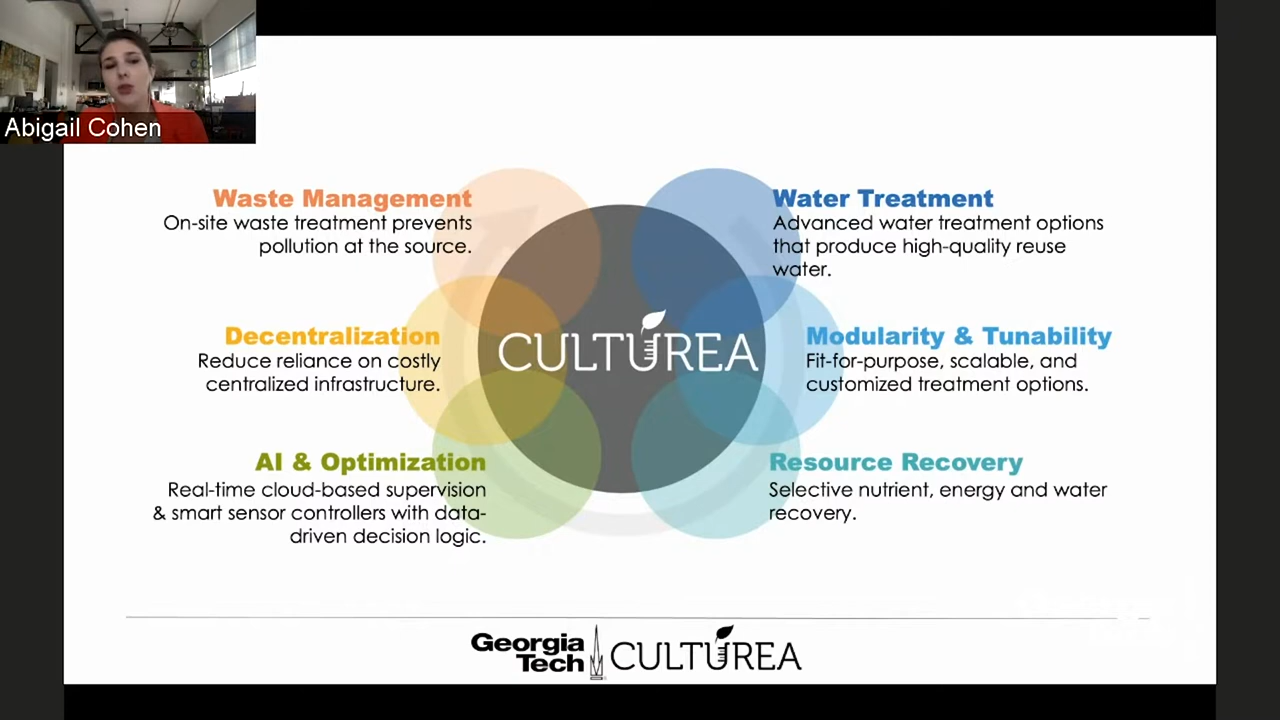 Abigail Cohen
Waste Management
On-site waste treatment prevents
pollution at the source.
Decentralization
Reduce reliance on costly
centralized infrastructure.
AI & Optimization
Real-time cloud-based supervision
& smart sensor controllers with data-
driven decision logic.
CULTUREA
Water Treatment
Advanced water treatment options
that produce high-quality reuse
water.
Modularity & Tunability
Fit-for-purpose, scalable, and
customized treatment options.
Resource Recovery
Selective nutrient, energy and water
recovery.
Georgia
Tech
CULTUREA